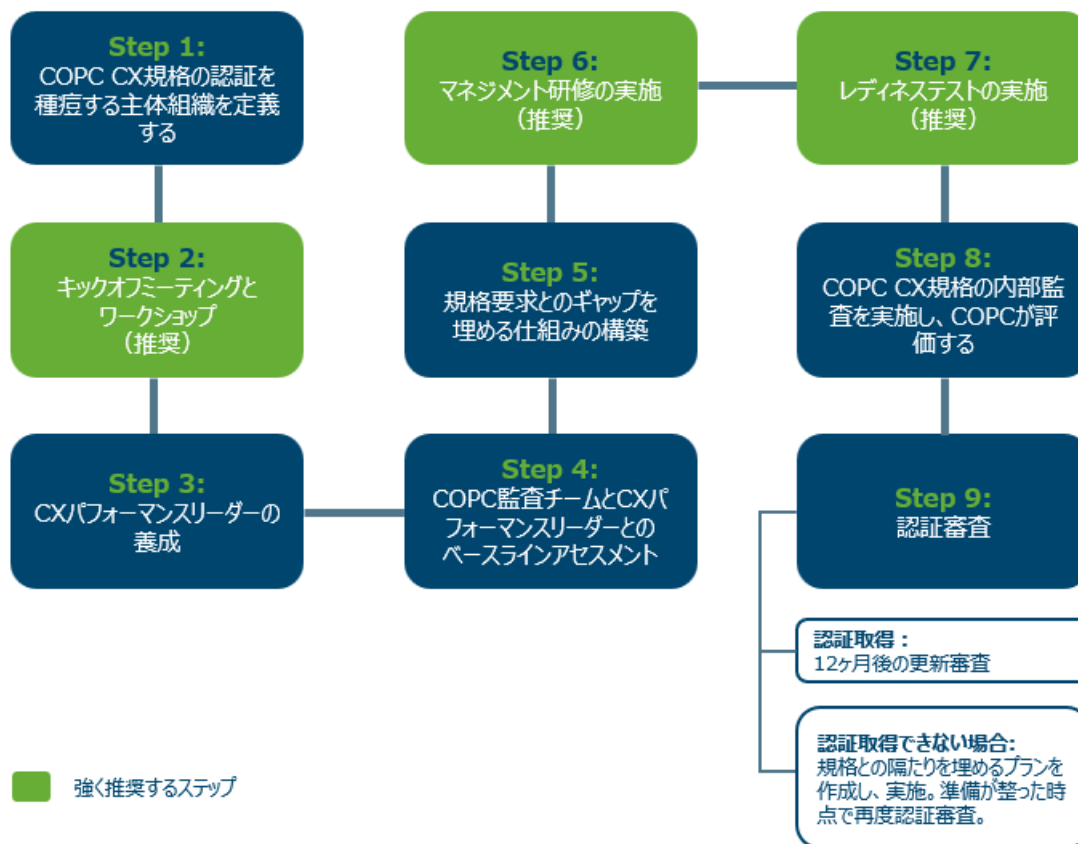 Step 1:
COPC CX規格の認証を
種痘する主体組織を定義
する
Step 2:
キックオフミーティングと
ワークショップ
(推奨)
Step 3:
CXパフォーマンスリーダーの
養成
Step 4:
COPC監査チームとCXパ
フォーマンスリーダーとの
ベースラインアセスメント
Step 5:
規格要求とのギャップを
埋める仕組みの構築
Step 6:
マネジメント研修の実施
(推奨)
Step 7:
レディネステストの実施
(推奨)
Step 8:
COPC CX規格の内部監
査を実施し、COPCが評
価する
Step 9:
認証審査
認証取得:
12ヶ月後の更新審査
認証取得できない場合:
規格との隔たりを埋めるプランを
作成し、実施。準備が整った時
点で再度認証審査。
強く推奨するステップ